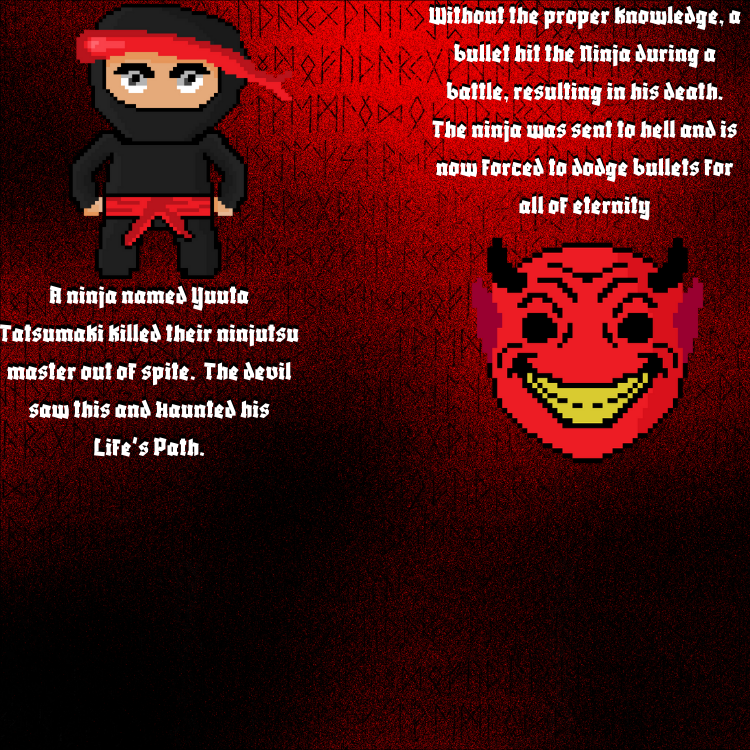 A ninja named Yuuta
Tatsumaki killed their ninjutsu
master out of spite. The devil
saw this and Haunted his
Life's Path.
Without the proper knowledge, a
bullet hit the Ninja during a
battle, resulting in his death.
The ninja was sent to hell and is
now forced to dodge bullets for
all of eternity